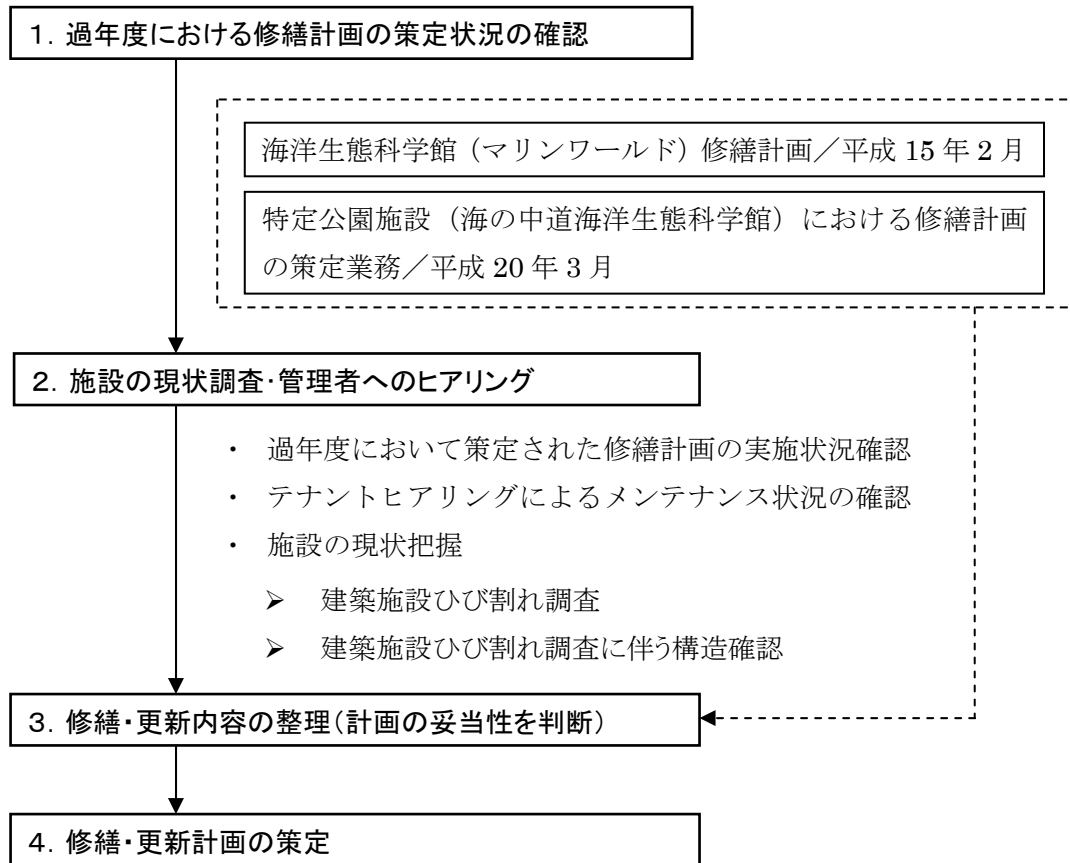 1. 過年度における修繕計画の策定状況の確認
海洋生態科学館（マリンワールド）修繕計画／平成 15 年 2 月
特定公園施設（海の中道海洋生態科学館）における修繕計画
の策定業務／平成 20 年 3 月
2. 施設の現状調査・管理者へのヒアリング
・ 過年度において策定された修繕計画の実施状況確認
・ テナントヒアリングによるメンテナンス状況の確認
・ 施設の現状把握
➢ 建築施設ひび割れ調査
➢ 建築施設ひび割れ調査に伴う構造確認
3. 修繕・更新内容の整理（計画の妥当性を判断）
4. 修繕・更新計画の策定